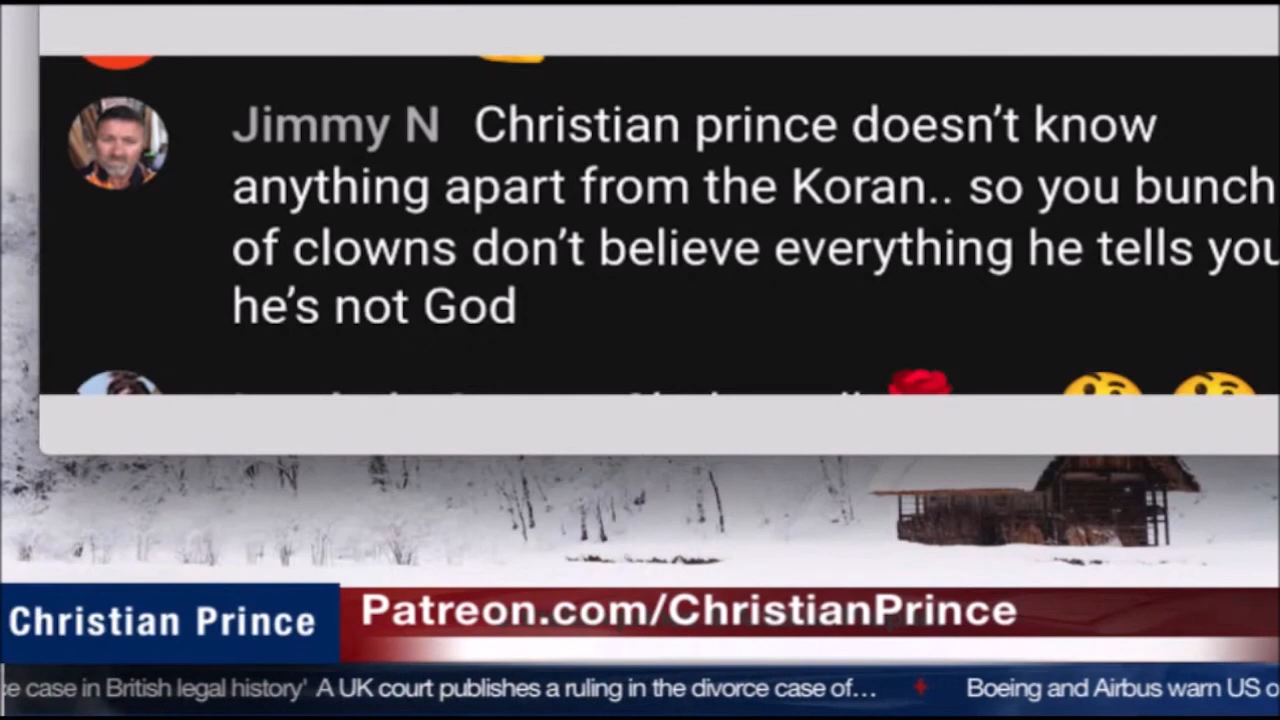 Jimmy N Christian prince doesn’t know
anything apart from the Koran.. so you bunch
of clowns don’t believe everything he tells you
he’s not God
Christian Prince
Patreon.com/ChristianPrince
case in British legal history' A UK court publishes a ruling in the divorce case of... Boeing and Airbus warn US